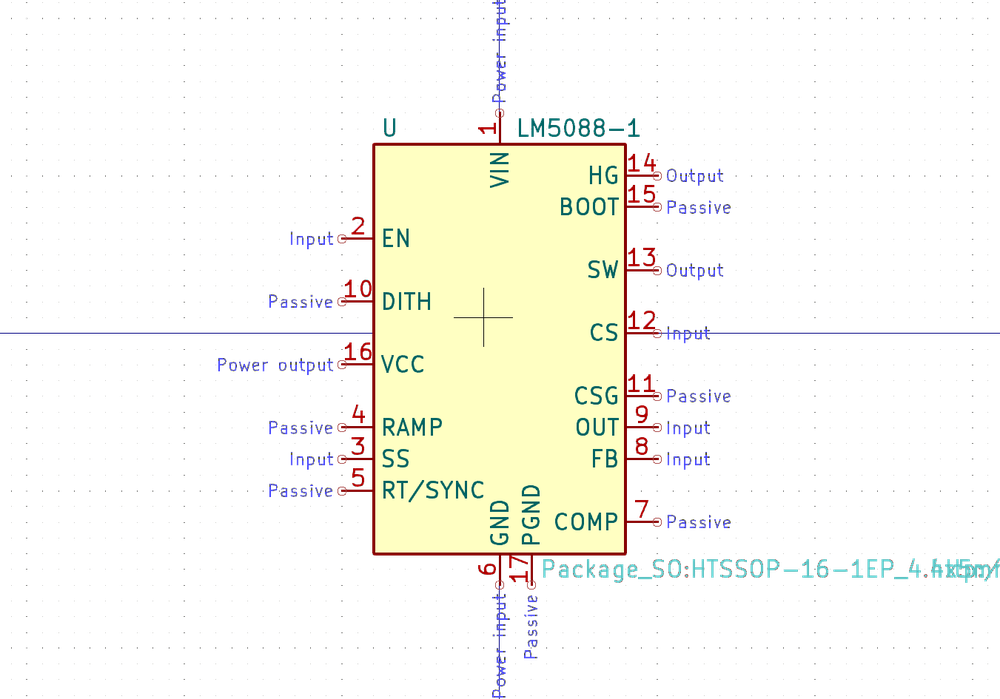 Power input
U
LM5088-1
1
VIN
14
HG
Output
15
BOOT
Passive
Input
2
EN
13
SW
Output
Passive
10
DITH
12
CS
Input
Power output
16
VCC
11
CSG
Passive
Passive
4
RAMP
9
OUT
Input
Input
3
SS
8
FB
Input
Passive
5
RT/SYNC
7
COMP
Passive
GND
PGND
6
17
Package_SO:HTSSOP-16-1EP_4.
Power input
Passive